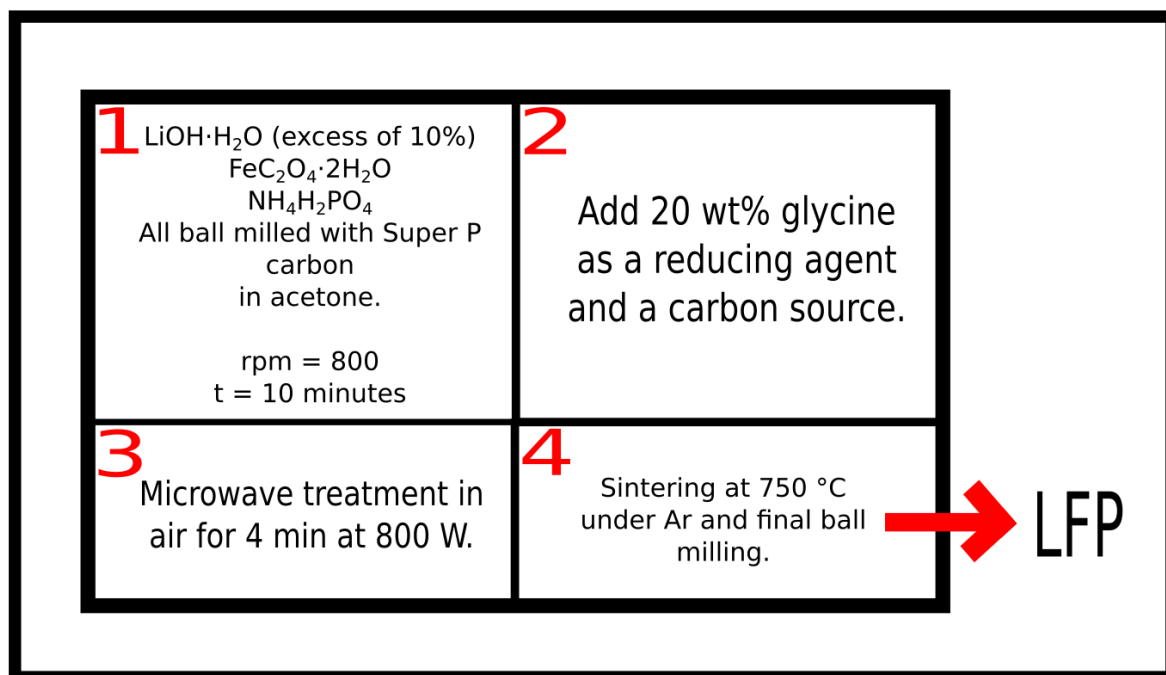 1
LiOH·H₂O (excess of 10%)
FeC₂O₄·2H₂O
NH₄H₂PO₄
All ball milled with Super P
carbon
in acetone.
rpm = 800
t = 10 minutes
2
Add 20 wt% glycine
as a reducing agent
and a carbon source.
3
Microwave treatment in
air for 4 min at 800 W.
4
Sintering at 750 °C
under Ar and final ball
milling.
LFP